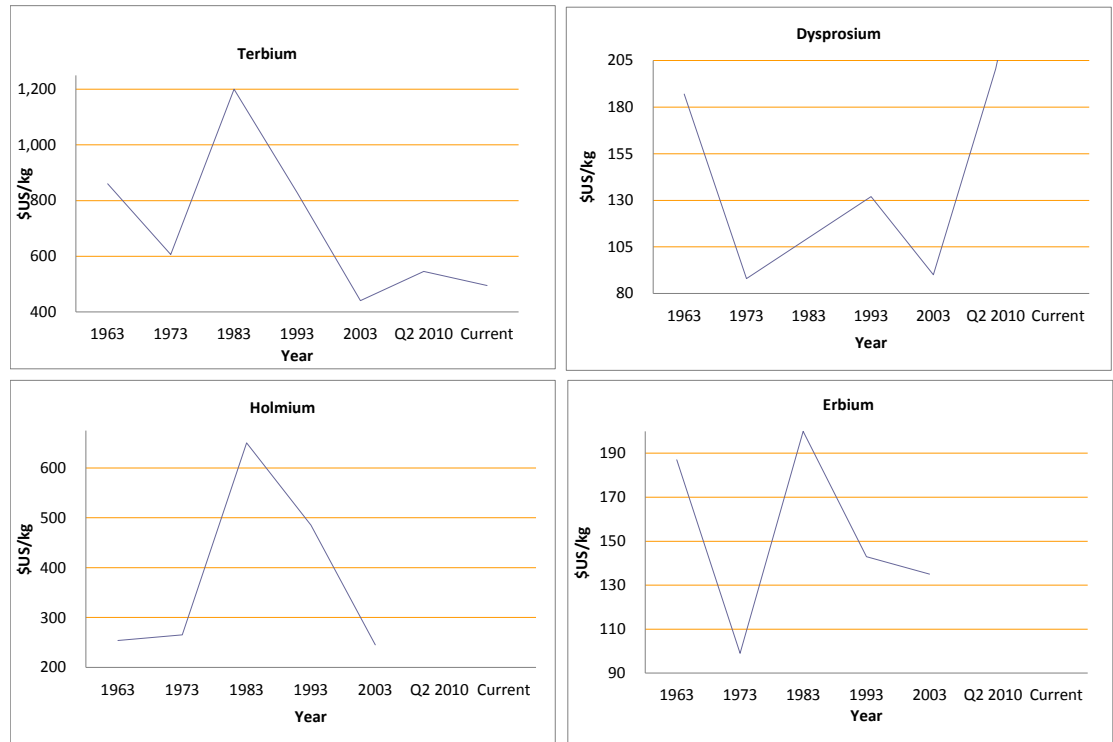 Terbium
1,200
1,000
800
600
400
$US/kg
1963 1973 1983 1993 2003 Q2 2010 Current
Year
Dysprosium
205
180
155
130
105
80
$US/kg
1963 1973 1983 1993 2003 Q2 2010 Current
Year
Holmium
600
500
400
300
200
$US/kg
1963 1973 1983 1993 2003 Q2 2010 Current
Year
Erbium
190
170
150
130
110
90
$US/kg
1963 1973 1983 1993 2003 Q2 2010 Current
Year